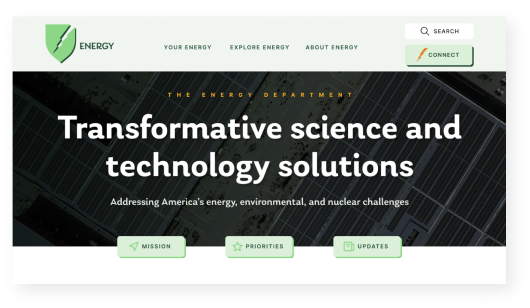 ENERGY
YOUR ENERGY
EXPLORE ENERGY
ABOUT ENERGY
SEARCH
CONNECT
THE ENERGY DEPARTMENT
Transformative science and
technology solutions
Addressing America's energy, environmental, and nuclear challenges
MISSION
PRIORITIES
UPDATES